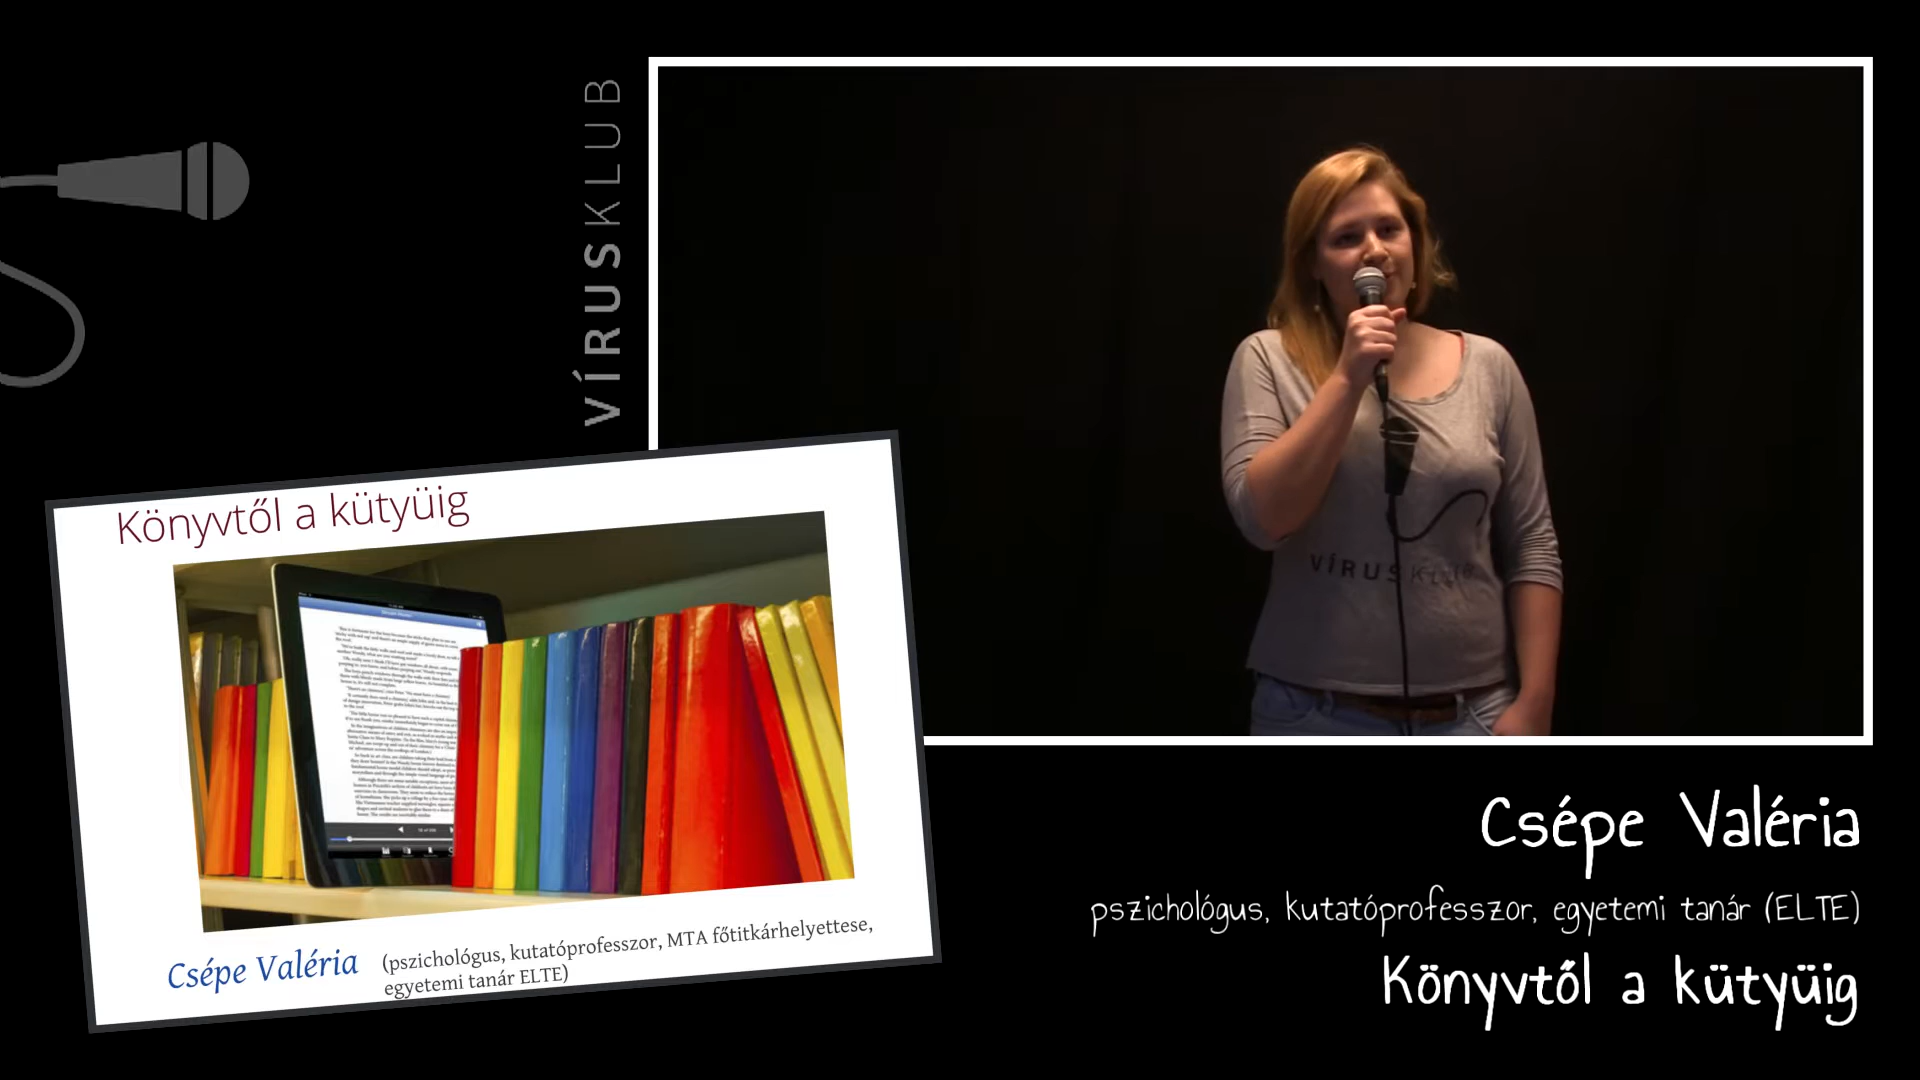 VÍRUSKLUB
VÍRUSKLUB
Könyvtől a kütyüig
Csépe Valéria
(pszichológus, kutatóprofesszor, MTA főtitkárhelyettese,
egyetemi tanár ELTE)
Csépe Valéria
pszichológus, kutatóprofesszor, egyetemi tanár (ELTE)
Könyvtől a kütyüig